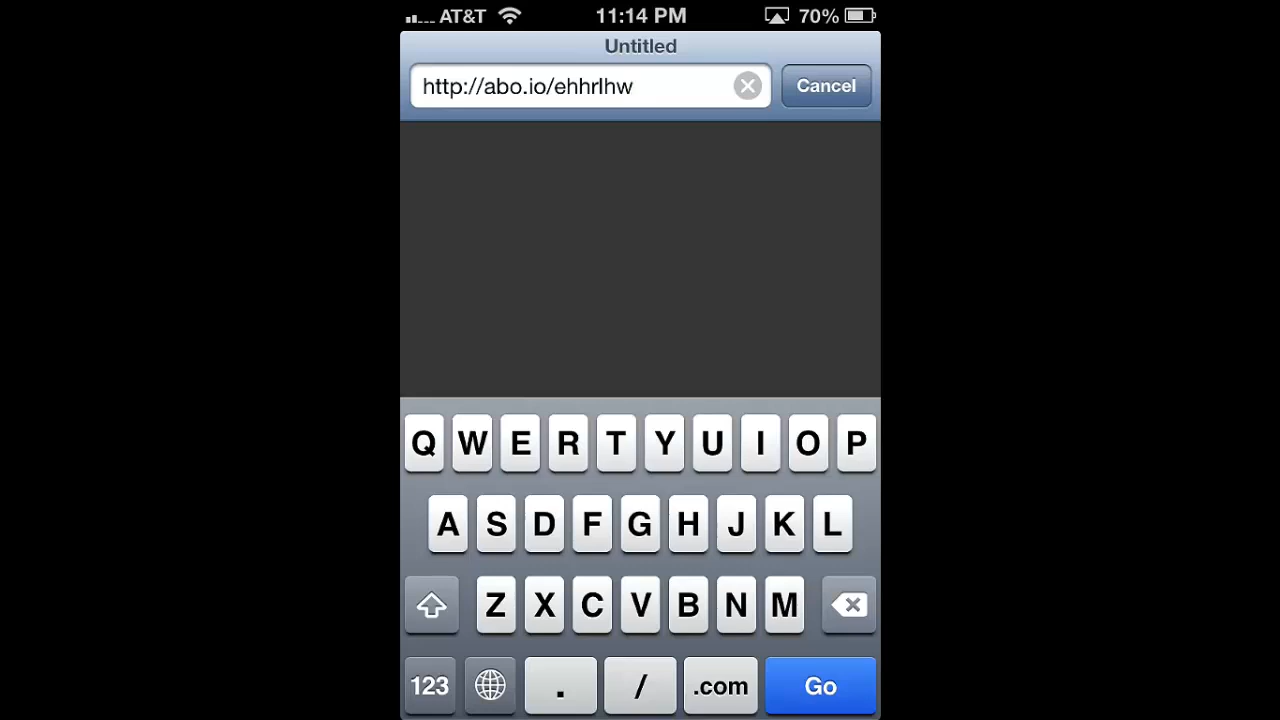 AT&T 11:14 PM 70%
Untitled
http://abo.io/ehhrlhw Cancel
Q W E R T Y U I O P
A S D F G H J K L
Z X C V B N M
123 . / .com Go